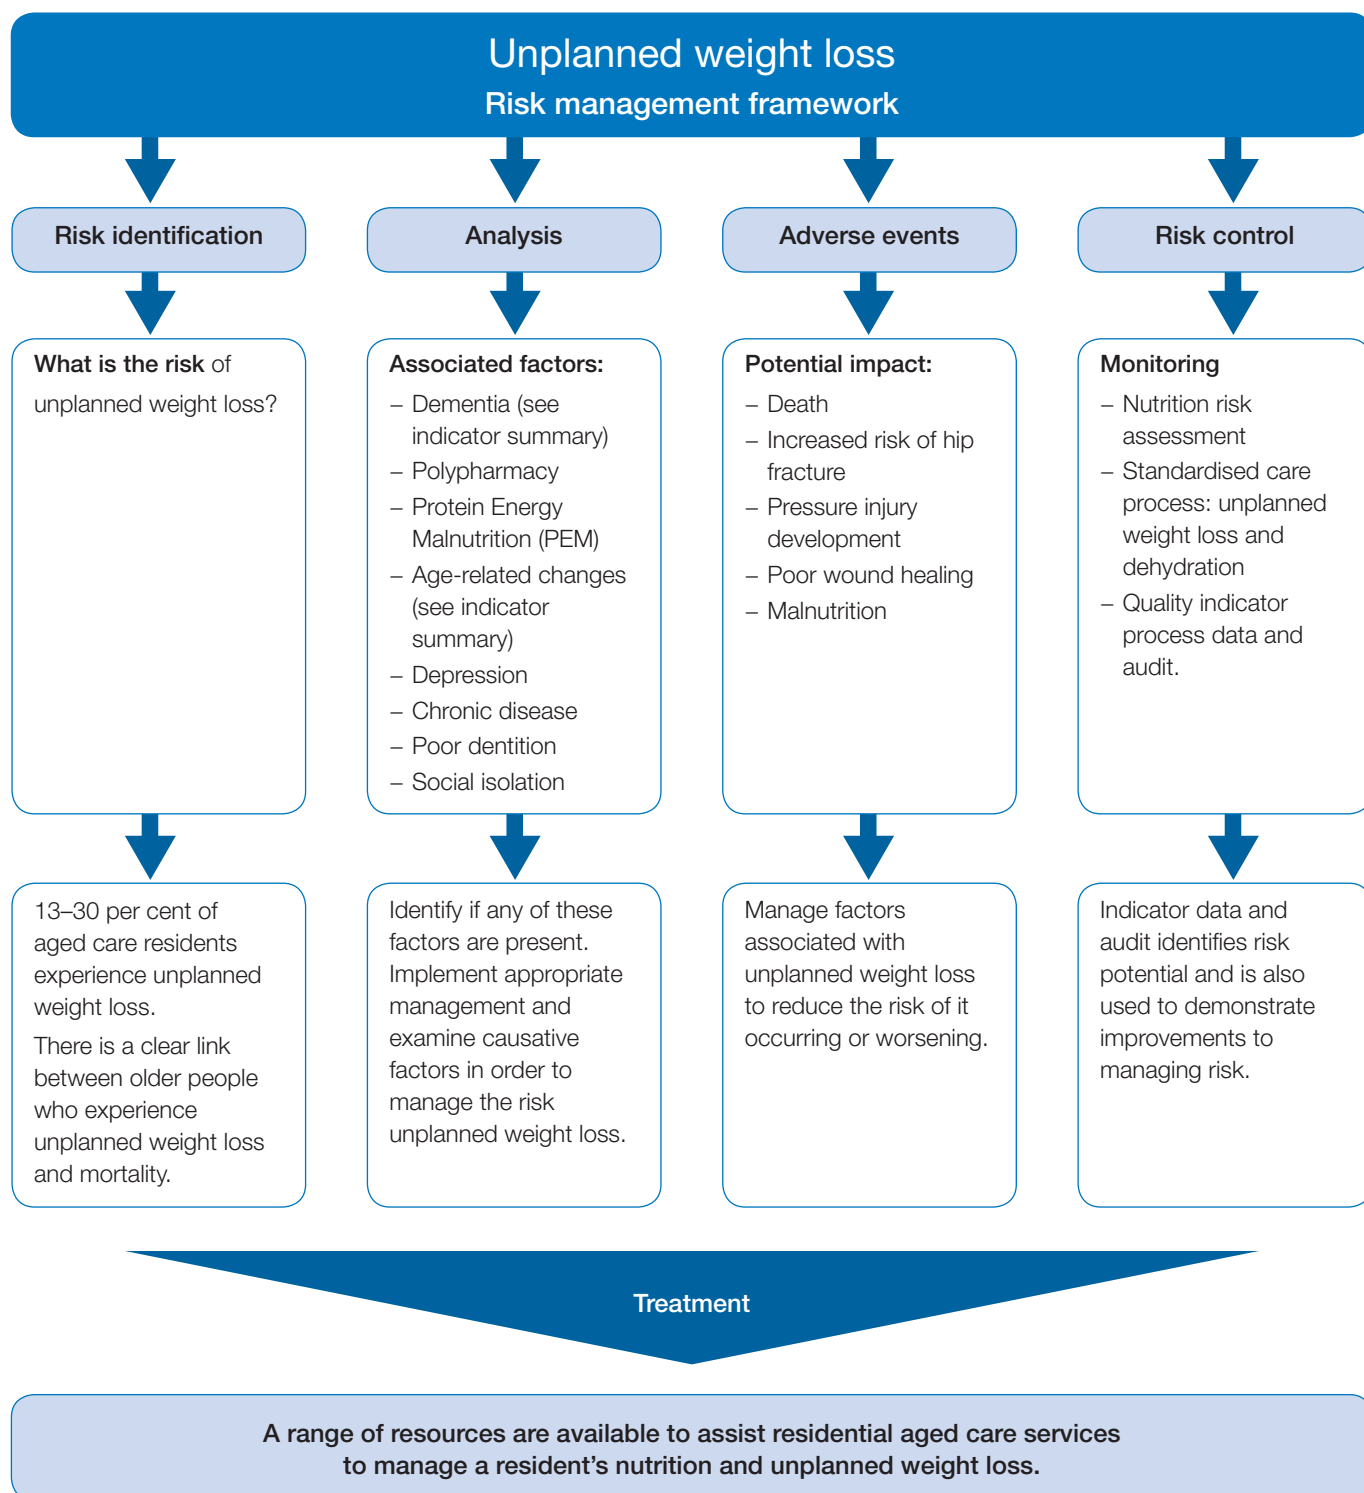 Unplanned weight loss
Risk management framework
Risk identification
Analysis
Adverse events
Risk control
What is the risk of
unplanned weight loss?
Associated factors:
– Dementia (see
indicator summary)
– Polypharmacy
– Protein Energy
Malnutrition (PEM)
– Age-related changes
(see indicator
summary)
– Depression
– Chronic disease
– Poor dentition
– Social isolation
Potential impact:
– Death
– Increased risk of hip
fracture
– Pressure injury
development
– Poor wound healing
– Malnutrition
Monitoring
– Nutrition risk
assessment
– Standardised care
process: unplanned
weight loss and
dehydration
– Quality indicator
process data and
audit.
13–30 per cent of
aged care residents
experience unplanned
weight loss.
There is a clear link
between older people
who experience
unplanned weight loss
and mortality.
Identify if any of these
factors are present.
Implement appropriate
management and
examine causative
factors in order to
manage the risk
unplanned weight loss.
Manage factors
associated with
unplanned weight loss
to reduce the risk of it
occurring or worsening.
Indicator data and
audit identifies risk
potential and is also
used to demonstrate
improvements to
managing risk.
Treatment
A range of resources are available to assist residential aged care services
to manage a resident’s nutrition and unplanned weight loss.